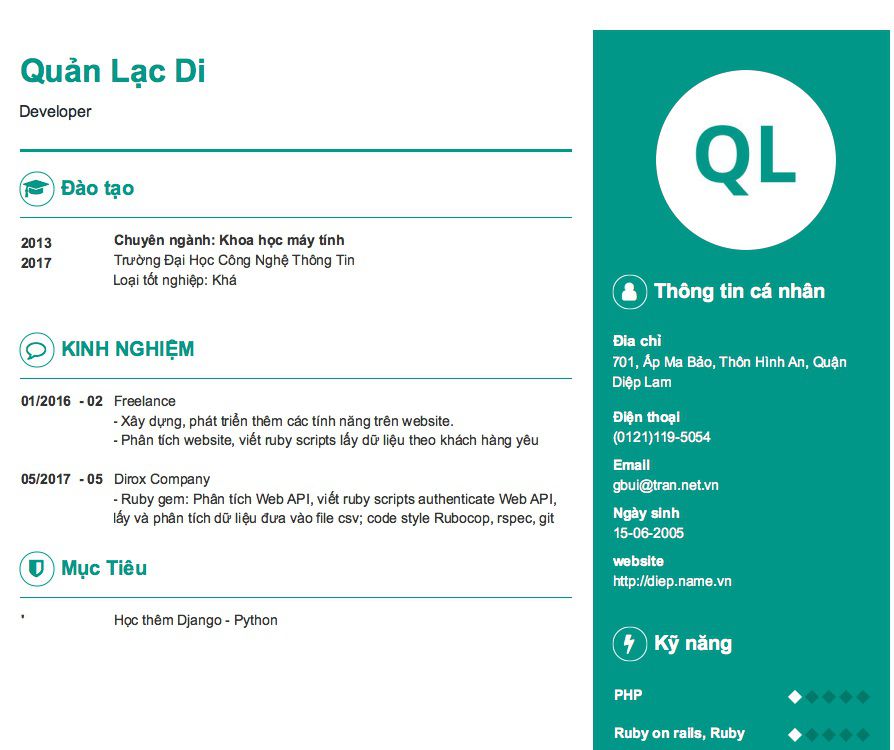 Quản Lạc Di
Developer
Đào tạo
2013
2017
Chuyên ngành: Khoa học máy tính
Trường Đại Học Công Nghệ Thông Tin
Loại tốt nghiệp: Khá
KINH NGHIỆM
01/2016 - 02 Freelance
- Xây dựng, phát triển thêm các tính năng trên website.
- Phân tích website, viết ruby scripts lấy dữ liệu theo khách hàng yêu
05/2017 - 05 Dirox Company
- Ruby gem: Phân tích Web API, viết ruby scripts authenticate Web API,
lấy và phân tích dữ liệu đưa vào file csv; code style Rubocop, rspec, git
Mục Tiêu
' Học thêm Django - Python
QL
Thông tin cá nhân
Đia chỉ
701, Ấp Ma Bảo, Thôn Hình An, Quận
Diệp Lam
Điện thoại
(0121)119-5054
Email
gbui@tran.net.vn
Ngày sinh
15-06-2005
website
http://diep.name.vn
Kỹ năng
PHP
Ruby on rails, Ruby